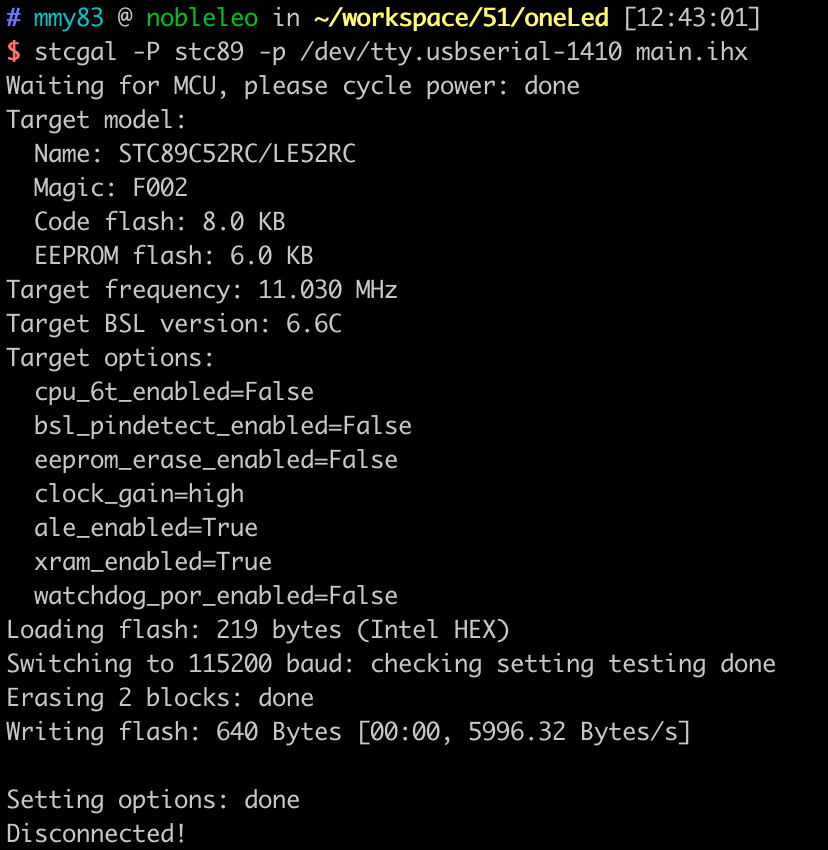 # mmy83 @ nobleleo in ~/workspace/51/oneLed [12:43:01]
$ stcgal -P stc89 -p /dev/tty.usbserial-1410 main.ihx
Waiting for MCU, please cycle power: done
Target model:
  Name: STC89C52RC/LE52RC
  Magic: F002
  Code flash: 8.0 KB
  EEPROM flash: 6.0 KB
Target frequency: 11.030 MHz
Target BSL version: 6.6C
Target options:
  cpu_6t_enabled=False
  bsl_pindetect_enabled=False
  eeprom_erase_enabled=False
  clock_gain=high
  ale_enabled=True
  xram_enabled=True
  watchdog_por_enabled=False
Loading flash: 219 bytes (Intel HEX)
Switching to 115200 baud: checking setting testing done
Erasing 2 blocks: done
Writing flash: 640 Bytes [00:00, 5996.32 Bytes/s]
Setting options: done
Disconnected!